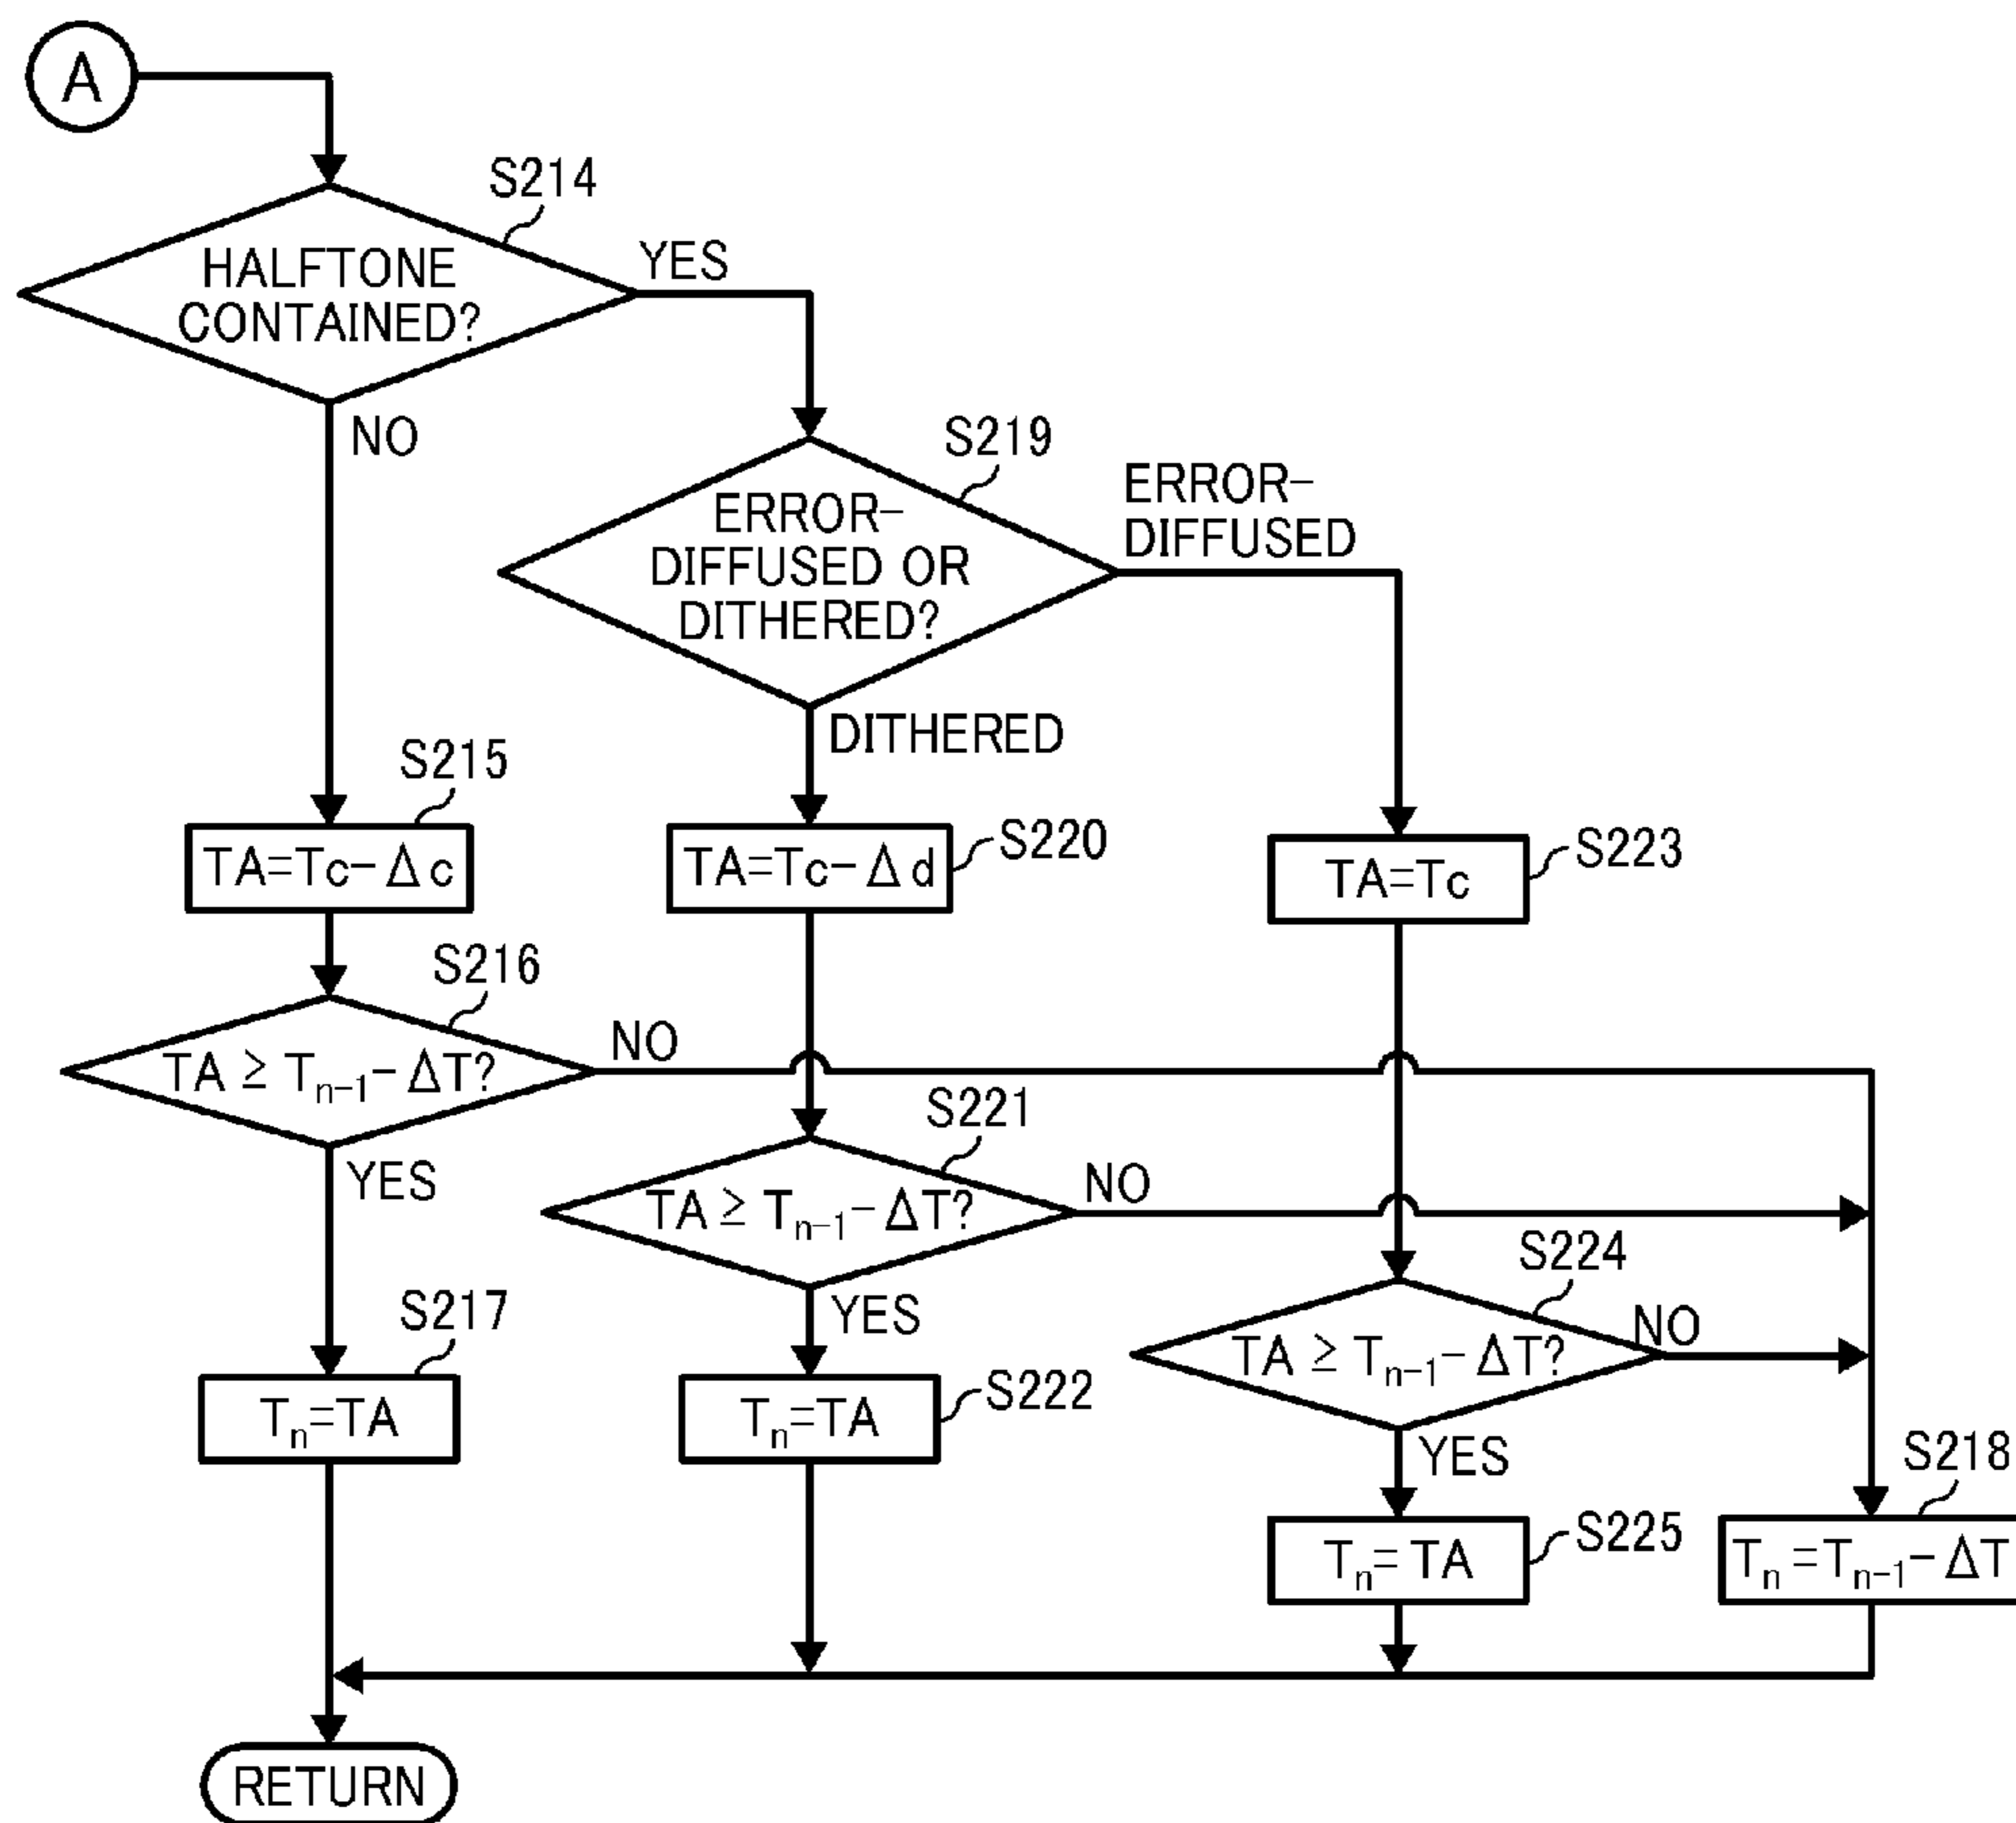 A
S214
HALFTONE
CONTAINED?
YES
NO
S219
ERROR-
DIFFUSED OR
DITHERED?
ERROR-
DIFFUSED
DITHERED
S215
TA=Tc-Δc
S220
TA=Tc-Δd
S223
TA=Tc
S216
TA ≥ Tn-1-ΔT?
NO
YES
S221
TA ≥ Tn-1-ΔT?
NO
YES
S224
TA ≥ Tn-1-ΔT?
NO
YES
S217
Tn=TA
S222
Tn=TA
S225
Tn=TA
S218
Tn=Tn-1-ΔT
RETURN